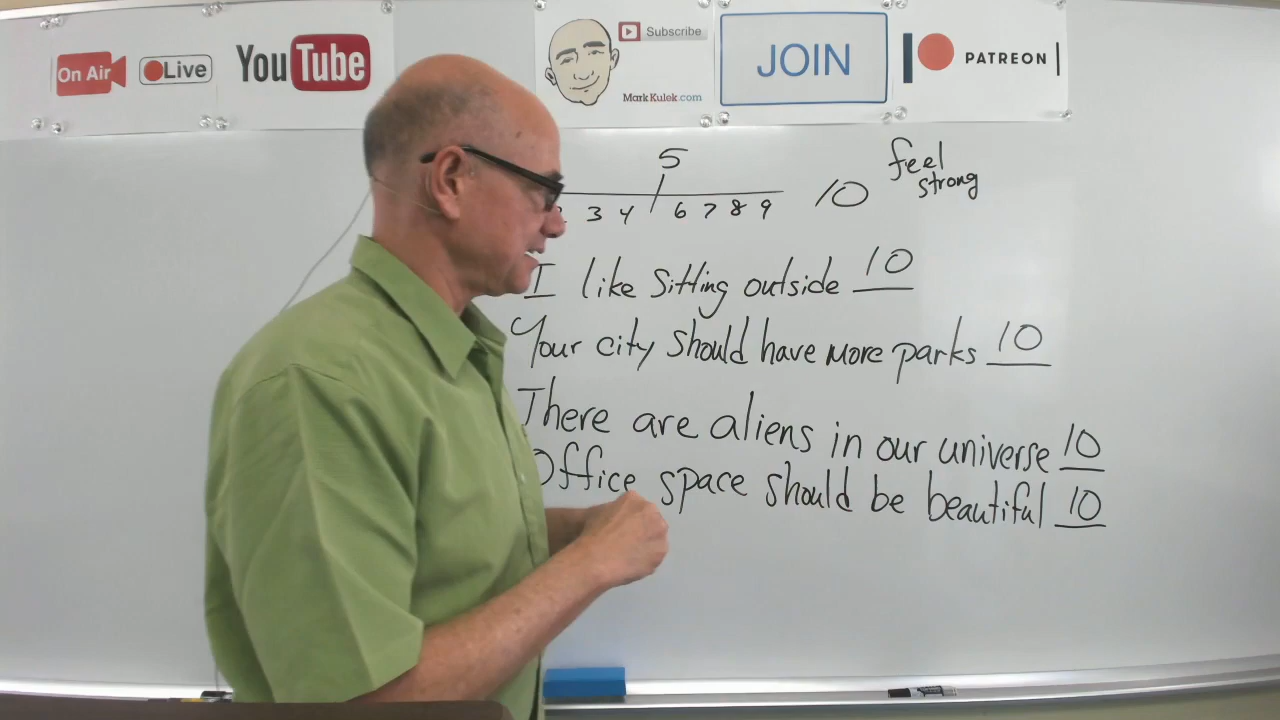 On Air
Live
YouTube
Subscribe
MarkKulek.com
JOIN
PATREON
5
3 4 6 7 8 9 10
feel
strong
I like sitting outside 10
Your city should have more parks 10
There are aliens in our universe 10
Office space should be beautiful 10